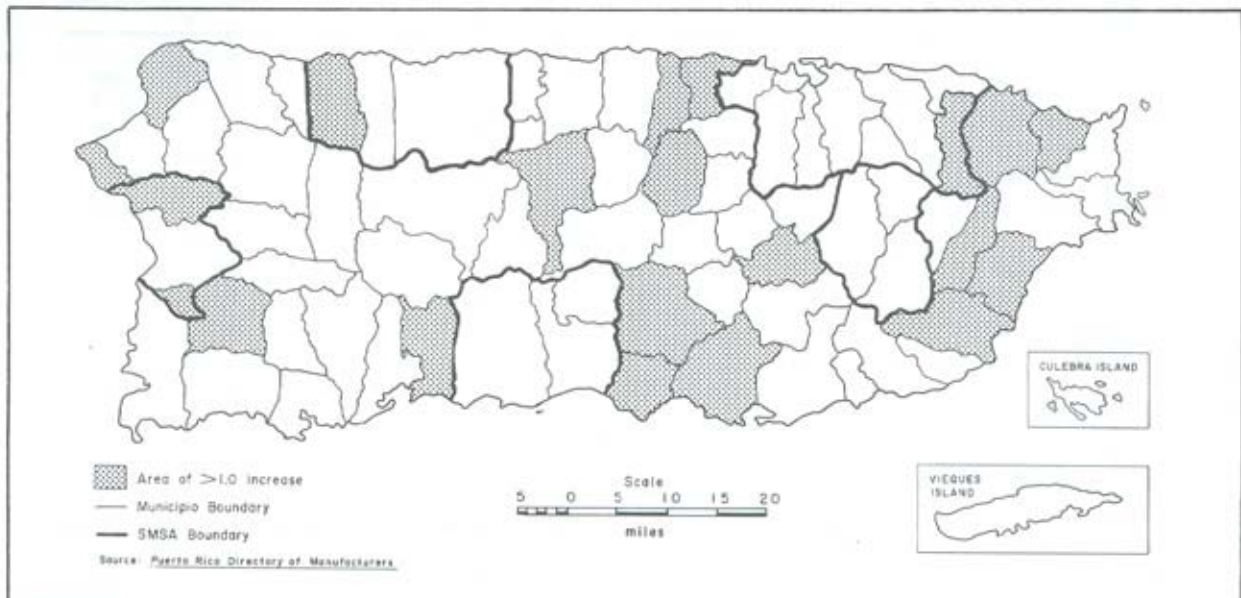 CULEBRA ISLAND
Area of >1.0 Increase
Municipio Boundary
SMSA Boundary
Source: Puerto Rico Directory of Manufacturers
Scale
5 0 5 10 15 20
miles
VIEQUES
ISLAND